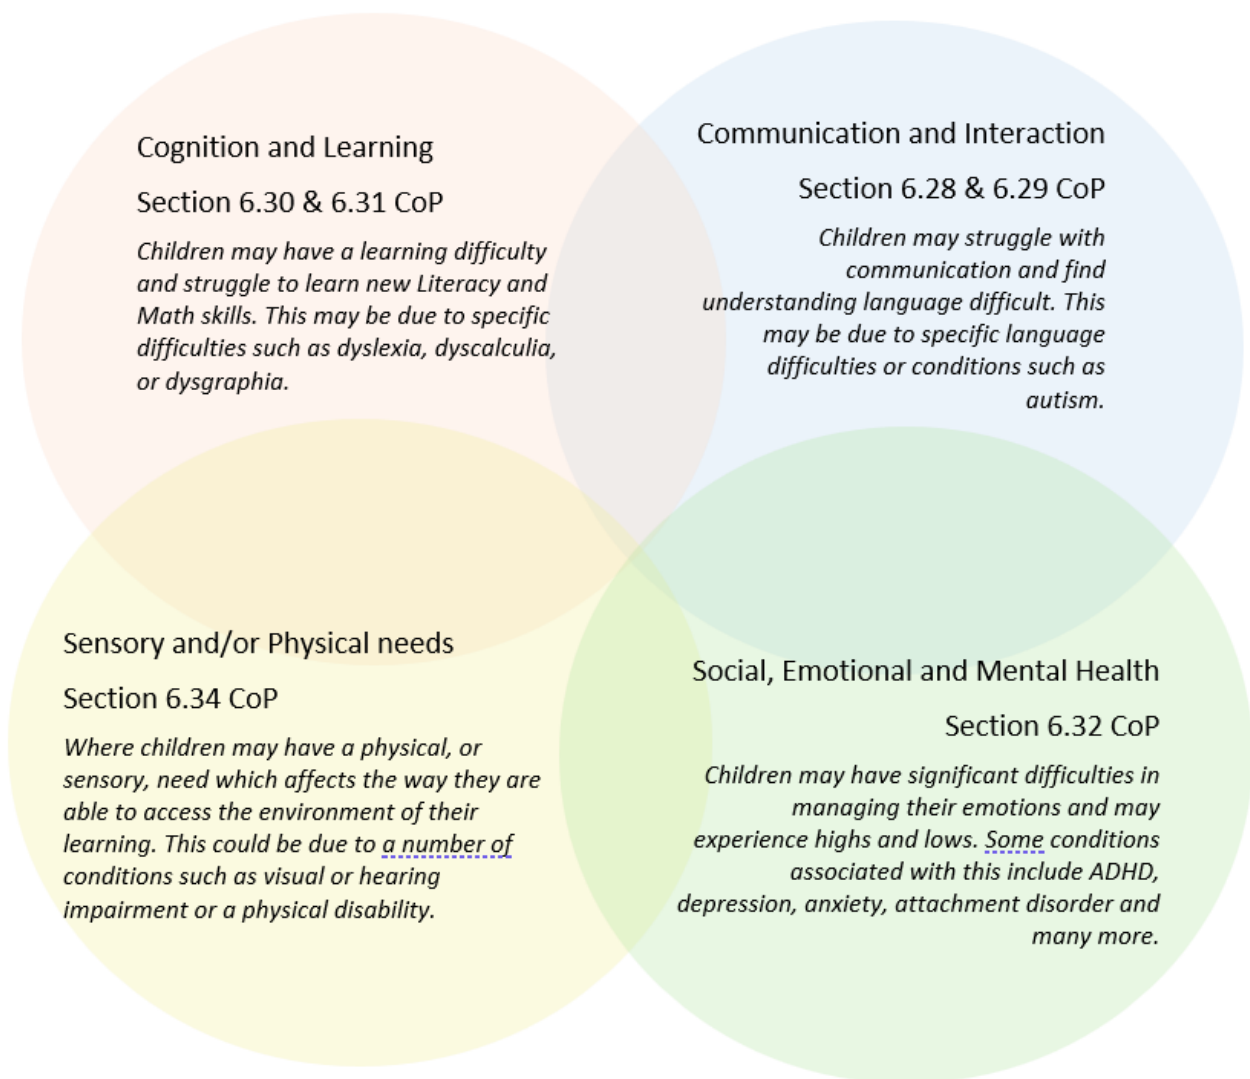 Cognition and Learning
Section 6.30 & 6.31 CoP
Children may have a learning difficulty
and struggle to learn new Literacy and
Math skills. This may be due to specific
difficulties such as dyslexia, dyscalculia,
or dysgraphia.
Communication and Interaction
Section 6.28 & 6.29 CoP
Children may struggle with
communication and find
understanding language difficult. This
may be due to specific language
difficulties or conditions such as
autism.
Sensory and/or Physical needs
Section 6.34 CoP
Where children may have a physical, or
sensory, need which affects the way they are
able to access the environment of their
learning. This could be due to a number of
conditions such as visual or hearing
impairment or a physical disability.
Social, Emotional and Mental Health
Section 6.32 CoP
Children may have significant difficulties in
managing their emotions and may
experience highs and lows. Some conditions
associated with this include ADHD,
depression, anxiety, attachment disorder and
many more.